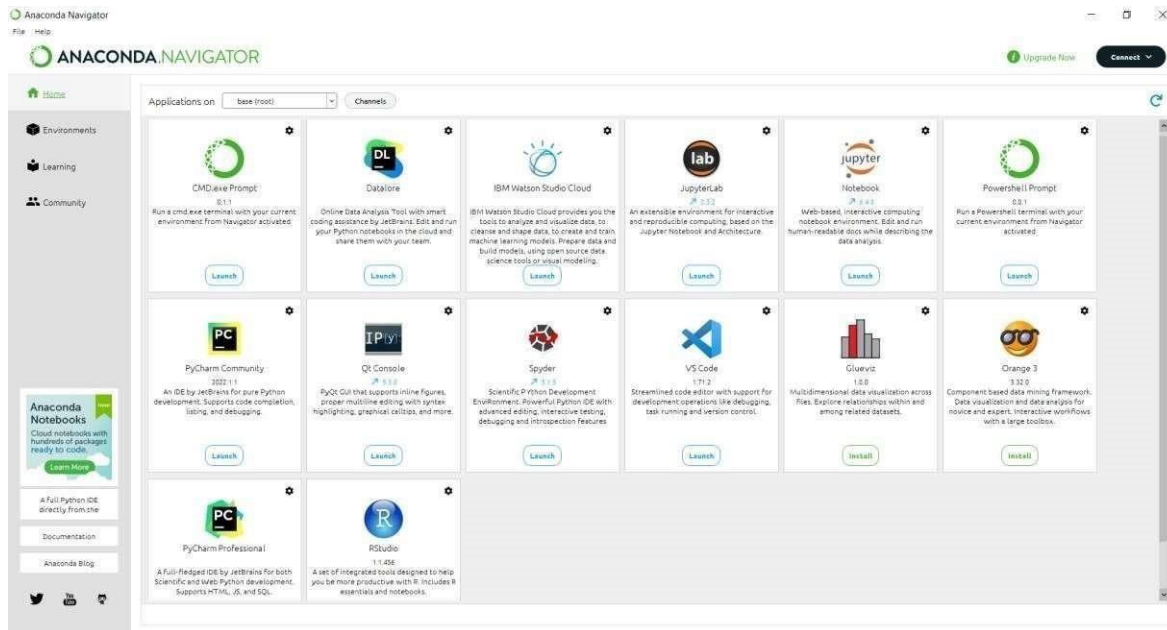 Anaconda Navigator
File Help
ANACONDA.NAVIGATOR
Upgrade Now
Connect
Home
Environments
Learning
Community
Applications on
base (root)
Channels
CMD.exe Prompt
0.1.1
Run a cmd.exe terminal with your current
environment from Navigator activated
Launch
DL
Datalore
Online Data Analysis Tool with smart
coding assistance by JetBrains. Edit and run
your Python notebooks in the cloud and
share them with your team.
Launch
IBM Watson Studio Cloud
IBM Watson Studio Cloud provides you the
tools to analyze and visualize data, to
cleanse and shape data, to create and train
machine learning models. Prepare data and
build models, using open source data
science tools or visual modeling.
Launch
lab
JupyterLab
3.3.2
An extensible environment for interactive
and reproducible computing, based on the
Jupyter Notebook and Architecture.
Launch
jupyter
Notebook
Web-based, interactive computing
notebook environment. Edit and run
human-readable docs while describing the
data analysis.
Launch
Powershell Prompt
0.0.1
Run a Powershell terminal with your
current environment from Navigator
activated
Launch
PC
PyCharm Community
2022.1.1
An IDE by JetBrains for pure Python
development. Supports code completion,
listing, and debugging.
Launch
IP[y]:
Qt Console
PyQt GUI that supports inline figures,
proper multiline editing with syntax
highlighting, graphical calltips, and more.
Launch
Spyder
Scientific PYthon Development
EnviRonment. Powerful Python IDE with
advanced editing, interactive testing,
debugging and introspection features
Launch
VS Code
1.71.2
Streamlined code editor with support for
development operations like debugging,
task running and version control.
Launch
Glueviz
1.0.0
Multidimensional data visualization across
files. Explore relationships within and
among related datasets.
Install
Orange 3
3.32.0
Component based data mining framework.
Data visualization and data analysis for
novice and expert. Interactive workflows
with a large toolbox.
Install
PC
PyCharm Professional
A full-fledged IDE by JetBrains for both
Scientific and Web Python development.
Supports HTML, JS, and SQL.
R
RStudio
1.1.456
A set of integrated tools designed to help
you be more productive with R. Includes R
essentials and notebooks.
Anaconda
Notebooks
Cloud notebooks with
hundreds of packages
ready to code.
Learn More
A full Python IDE
directly from the
Documentation
Anaconda Blog
You
Tube